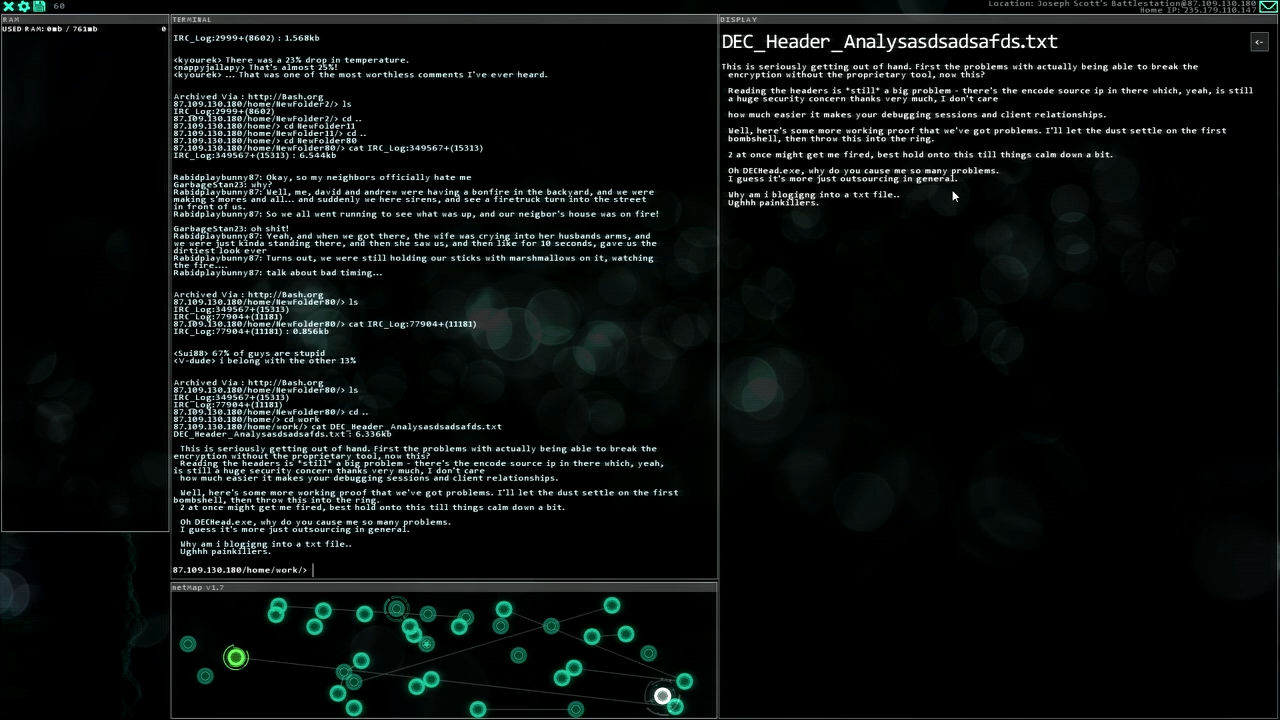 60
Location: Joseph Scott's Battlestation@87.109.130.180
Home IP: 235.179.110.147
RAM
USED RAM: 0mb / 761mb 0
TERMINAL
IRC_Log:2999+(8602) : 1.568kb
<kyourek> There was a 23% drop in temperature.
<nappyjallapy> That's almost 25%!
<kyourek> ... That was one of the most worthless comments I've ever heard.
Archived Via : http://Bash.org
87.109.130.180/home/NewFolder2/> ls
IRC_Log:2999+(8602)
87.109.130.180/home/NewFolder2/> cd ..
87.109.130.180/home/> cd NewFolder11
87.109.130.180/home/NewFolder11/> cd ..
87.109.130.180/home/> cd NewFolder80
87.109.130.180/home/NewFolder80/> cat IRC_Log:349567+(15313)
IRC_Log:349567+(15313) : 6.544kb
Rabidplaybunny87: Okay, so my neighbors officially hate me
GarbageStan23: why?
Rabidplaybunny87: Well, me, david and andrew were having a bonfire in the backyard, and we were
making s'mores and all... and suddenly we here sirens, and see a firetruck turn into the street
in front of us.
Rabidplaybunny87: So we all went running to see what was up, and our neigbor's house was on fire!
GarbageStan23: oh shit!
Rabidplaybunny87: Yeah, and when we got there, the wife was crying into her husbands arms, and
we were just kinda standing there, and then she saw us, and then like for 10 seconds, gave us the
dirtiest look ever
Rabidplaybunny87: Turns out, we were still holding our sticks with marshmallows on it, watching
the fire....
Rabidplaybunny87: talk about bad timing...
Archived Via : http://Bash.org
87.109.130.180/home/NewFolder80/> ls
IRC_Log:349567+(15313)
IRC_Log:77904+(11181)
87.109.130.180/home/NewFolder80/> cat IRC_Log:77904+(11181)
IRC_Log:77904+(11181) : 0.856kb
<Sui88> 67% of guys are stupid
<V-dude> i belong with the other 13%
Archived Via : http://Bash.org
87.109.130.180/home/NewFolder80/> ls
IRC_Log:349567+(15313)
IRC_Log:77904+(11181)
87.109.130.180/home/NewFolder80/> cd ..
87.109.130.180/home/> cd work
87.109.130.180/home/work/> cat DEC_Header_Analysasdsadsafds.txt
DEC_Header_Analysasdsadsafds.txt : 6.336kb
This is seriously getting out of hand. First the problems with actually being able to break the
encryption without the proprietary tool, now this?
Reading the headers is *still* a big problem - there's the encode source ip in there which, yeah,
is still a huge security concern thanks very much, I don't care
how much easier it makes your debugging sessions and client relationships.
Well, here's some more working proof that we've got problems. I'll let the dust settle on the first
bombshell, then throw this into the ring.
2 at once might get me fired, best hold onto this till things calm down a bit.
Oh DECHead.exe, why do you cause me so many problems.
I guess it's more just outsourcing in general.
Why am i blogigng into a txt file..
Ughhh painkillers.
87.109.130.180/home/work/>
netMap v1.7
DISPLAY
DEC_Header_Analysasdsadsafds.txt
<-
This is seriously getting out of hand. First the problems with actually being able to break the
encryption without the proprietary tool, now this?
Reading the headers is *still* a big problem - there's the encode source ip in there which, yeah, is still
a huge security concern thanks very much, I don't care
how much easier it makes your debugging sessions and client relationships.
Well, here's some more working proof that we've got problems. I'll let the dust settle on the first
bombshell, then throw this into the ring.
2 at once might get me fired, best hold onto this till things calm down a bit.
Oh DECHead.exe, why do you cause me so many problems.
I guess it's more just outsourcing in general.
Why am i blogigng into a txt file..
Ughhh painkillers.